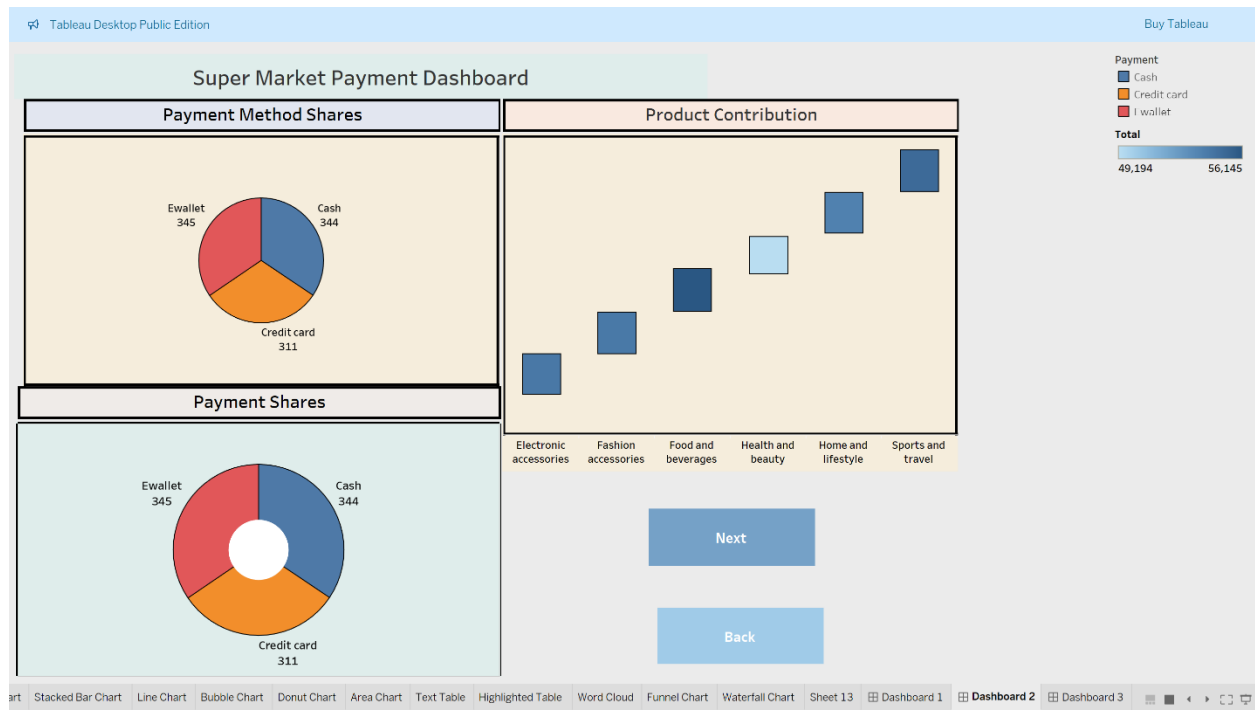 Tableau Desktop Public Edition
Buy Tableau
Super Market Payment Dashboard
Payment Method Shares
Product Contribution
Payment
Cash
Credit card
Ewallet
Total
49,194 56,145
Ewallet
345
Cash
344
Credit card
311
Payment Shares
Ewallet
345
Cash
344
Credit card
311
Electronic accessories
Fashion accessories
Food and beverages
Health and beauty
Home and lifestyle
Sports and travel
Next
Back
art Stacked Bar Chart Line Chart Bubble Chart Donut Chart Area Chart Text Table Highlighted Table Word Cloud Funnel Chart Waterfall Chart Sheet 13 Dashboard 1 Dashboard 2 Dashboard 3